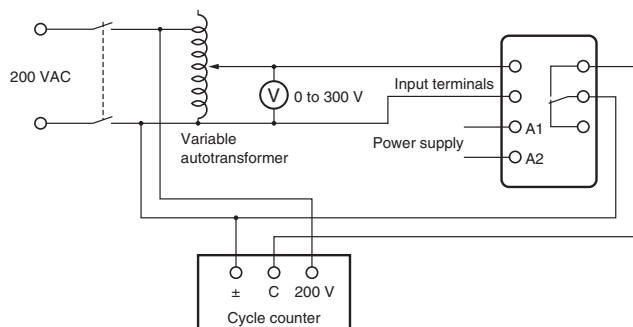 200 VAC
V
0 to 300 V
Input terminals
Variable
autotransformer
Power supply
A1
A2
± C 200 V
Cycle counter